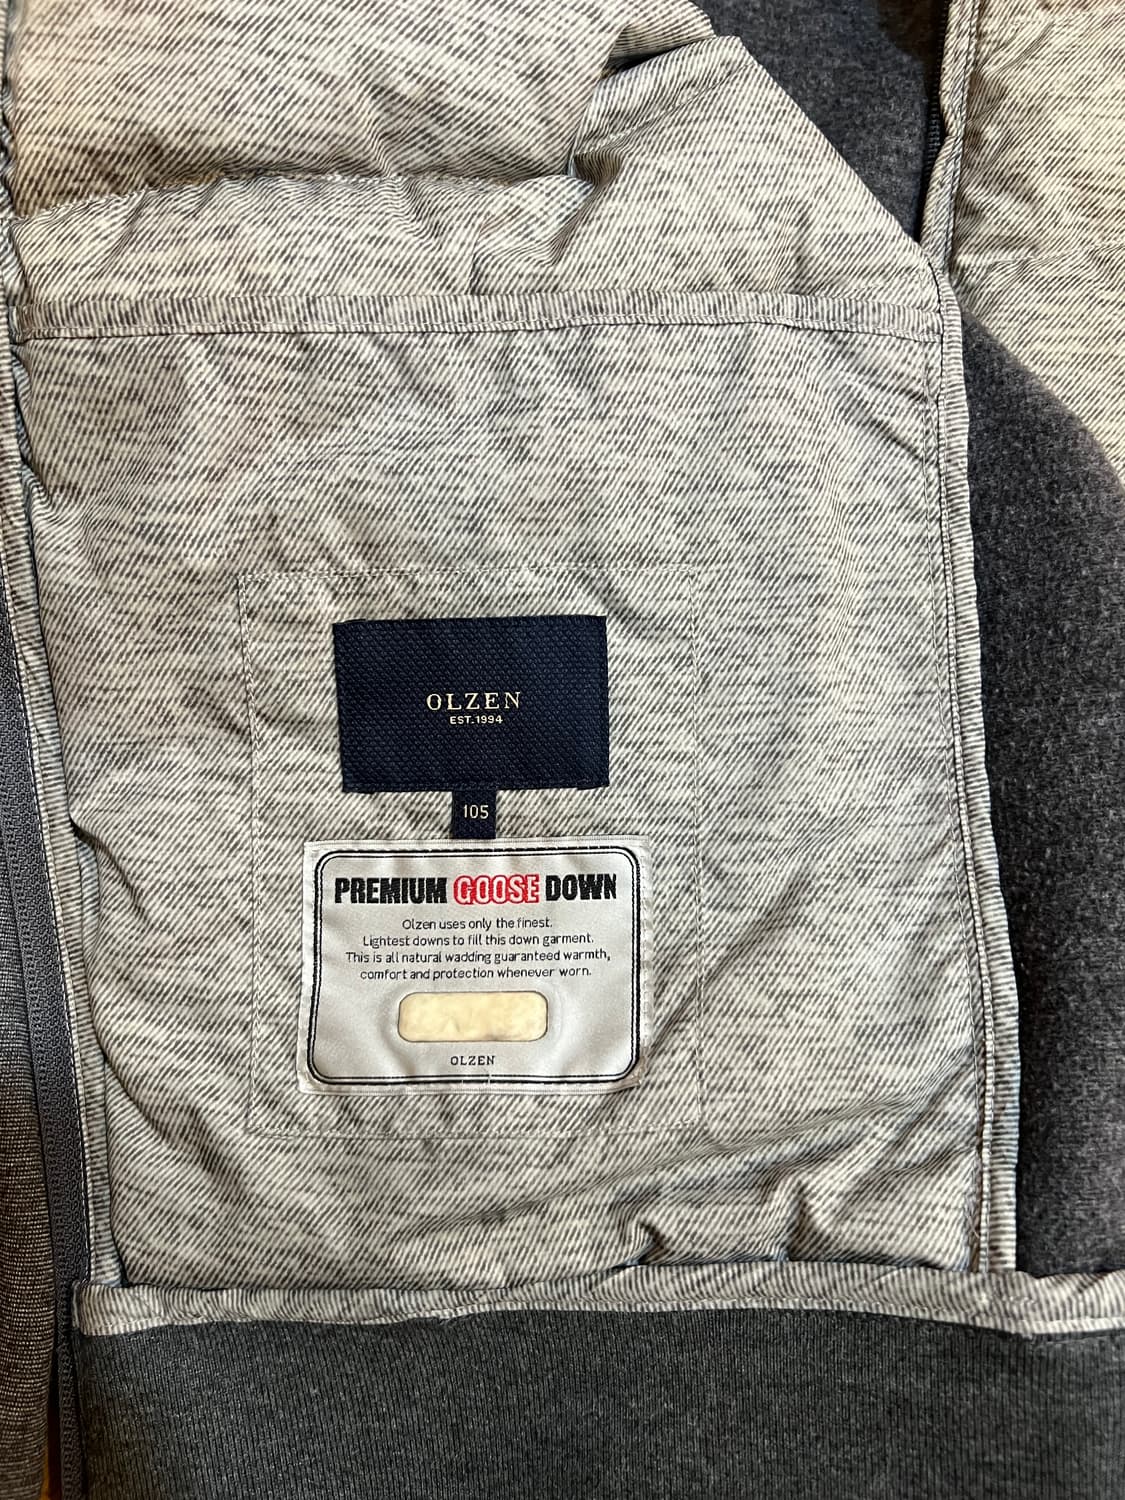 OLZEN
EST.1994
105
PREMIUM GOOSE DOWN
Olzen uses only the finest.
Lightest downs to fill this down garment.
This is all natural wadding guaranteed warmth,
comfort and protection whenever worn.
OLZEN